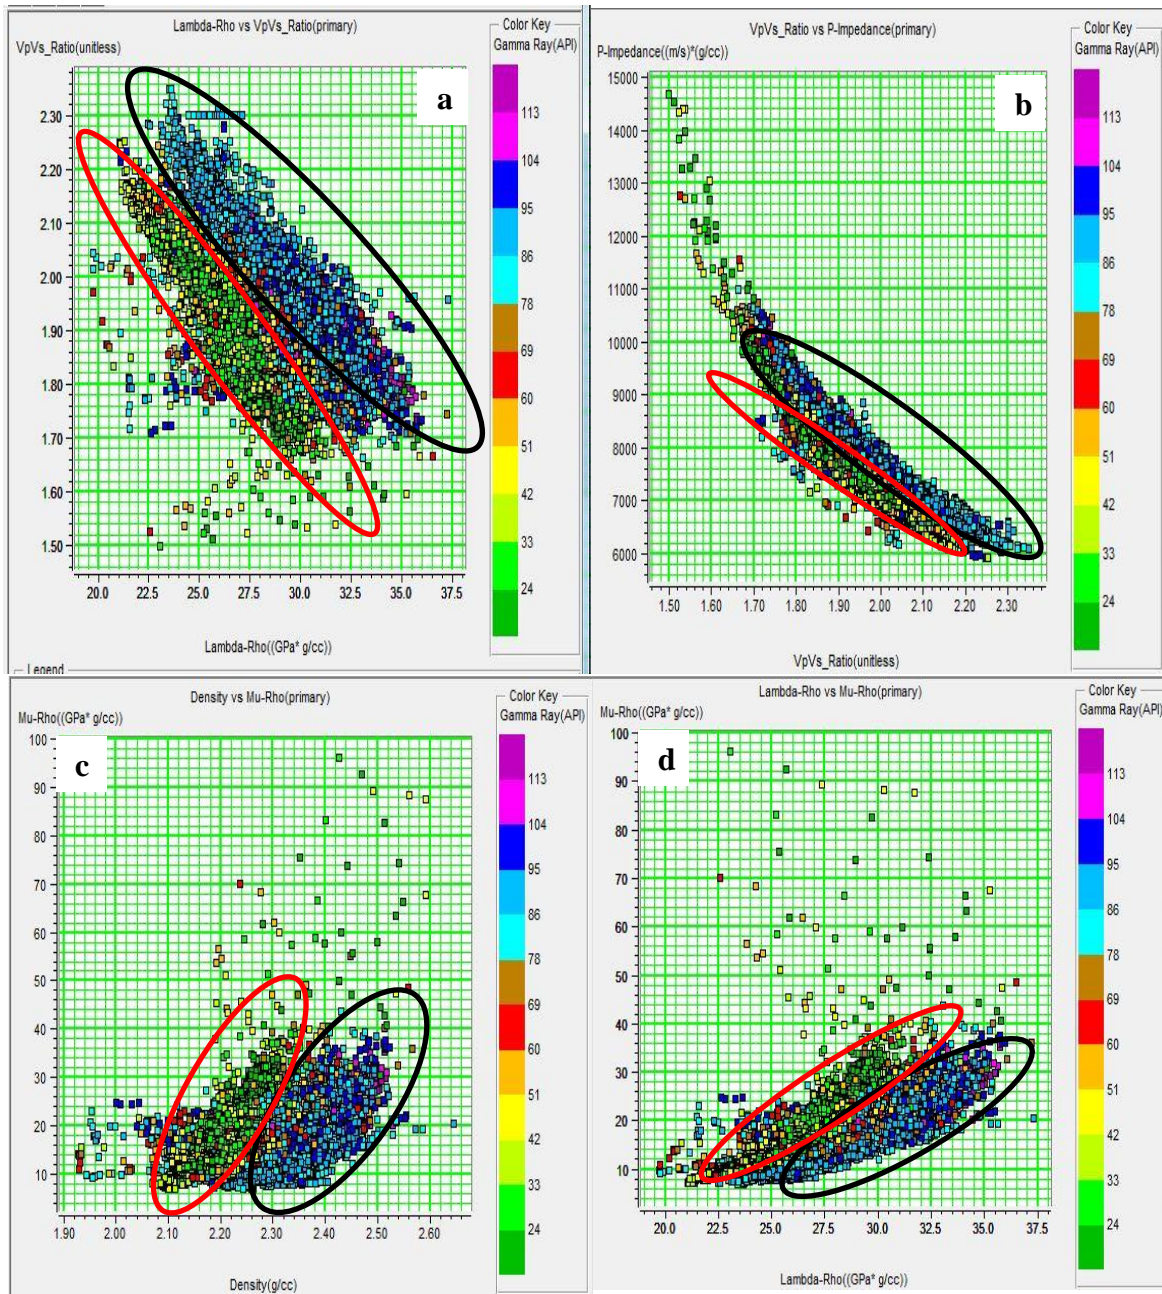 Lambda-Rho vs VpVs_Ratio(primary)
VpVs_Ratio(unitless)
Color Key
Gamma Ray(API)
a
2.30
2.20
2.10
2.00
1.90
1.80
1.70
1.60
1.50
20.0 22.5 25.0 27.5 30.0 32.5 35.0 37.5
Lambda-Rho((GPa* g/cc))
113
104
95
86
78
69
60
51
42
33
24
Legend
VpVs_Ratio vs P-Impedance(primary)
P-Impedance((m/s)*(g/cc))
Color Key
Gamma Ray(API)
b
15000
14000
13000
12000
11000
10000
9000
8000
7000
6000
1.50 1.60 1.70 1.80 1.90 2.00 2.10 2.20 2.30
VpVs_Ratio(unitless)
113
104
95
86
78
69
60
51
42
33
24
Density vs Mu-Rho(primary)
Mu-Rho((GPa* g/cc))
Color Key
Gamma Ray(API)
c
100
90
80
70
60
50
40
30
20
10
1.90 2.00 2.10 2.20 2.30 2.40 2.50 2.60
Density(g/cc)
113
104
95
86
78
69
60
51
42
33
24
Lambda-Rho vs Mu-Rho(primary)
Mu-Rho((GPa* g/cc))
Color Key
Gamma Ray(API)
d
100
90
80
70
60
50
40
30
20
10
20.0 22.5 25.0 27.5 30.0 32.5 35.0 37.5
Lambda-Rho((GPa* g/cc))
113
104
95
86
78
69
60
51
42
33
24